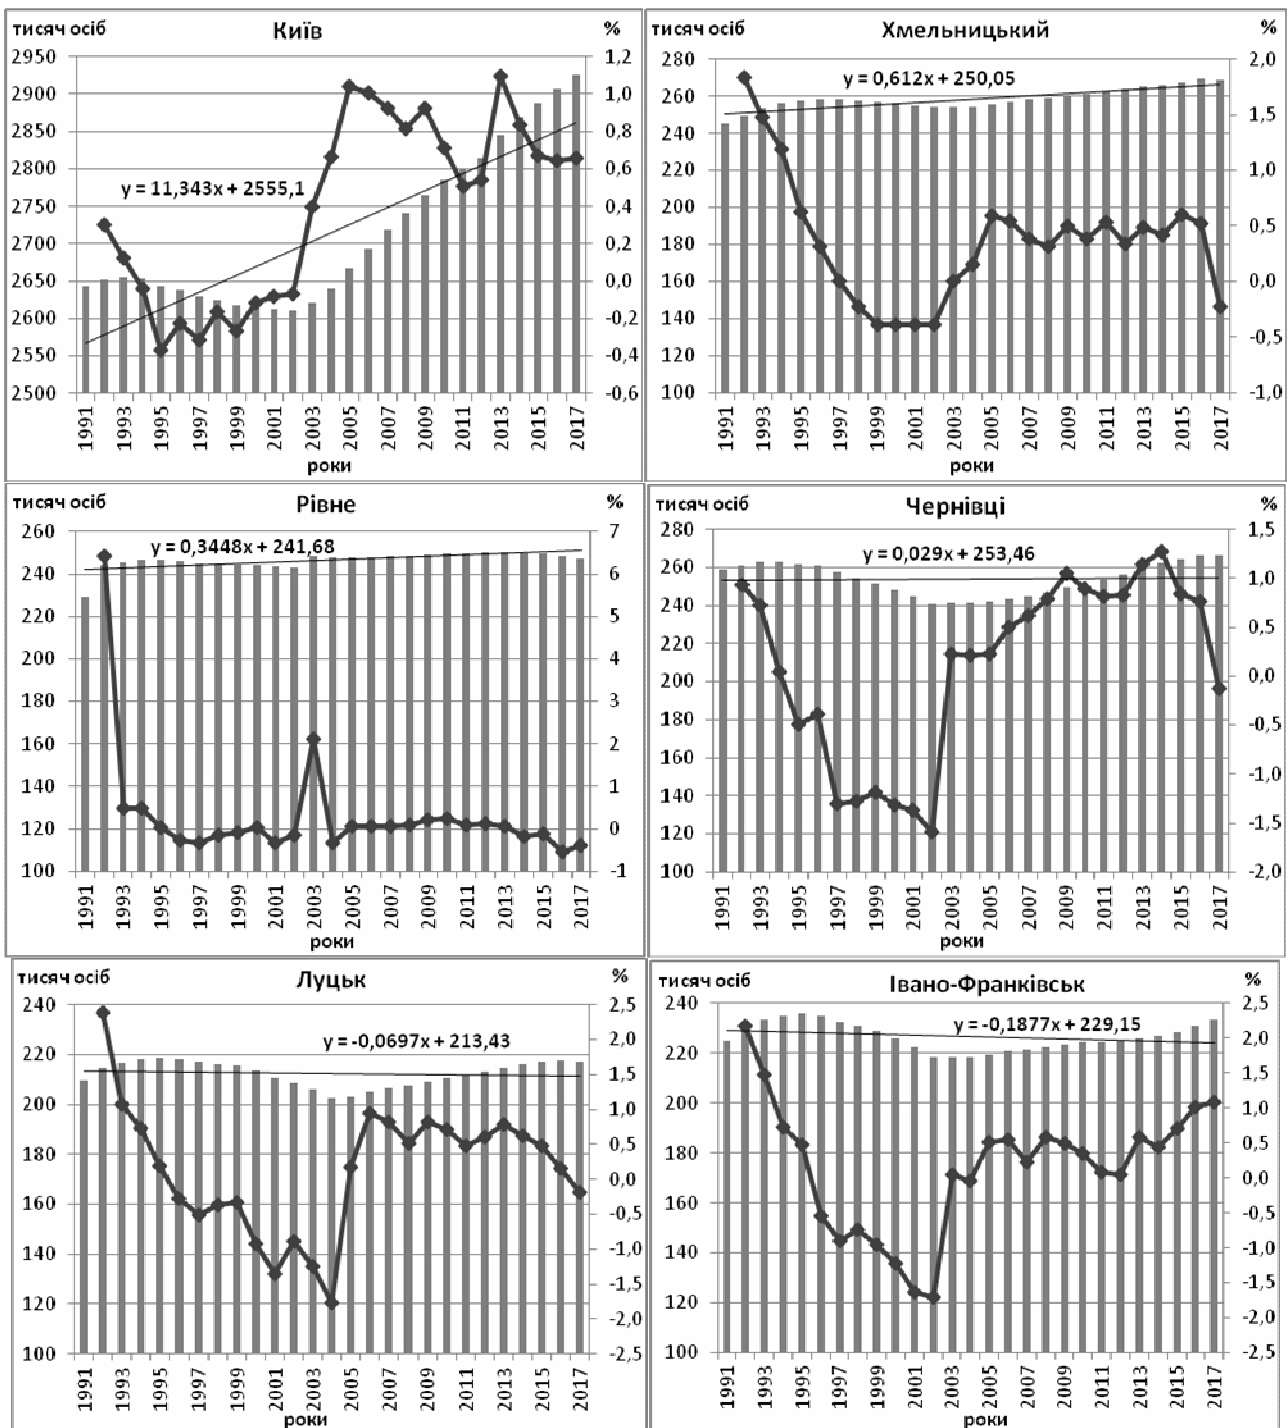 тисяч осіб Київ %
2950 1,2
2900 1,0
2850 0,8
2800 0,6
y = 11,343x + 2555,1
2750 0,4
2700 0,2
2650 0,0
2600 -0,2
2550 -0,4
2500 -0,6
1991 1993 1995 1997 1999 2001 2003 2005 2007 2009 2011 2013 2015 2017
роки
тисяч осіб Хмельницький %
280 2,0
y = 0,612x + 250,05
260 1,5
240
220 1,0
200 0,5
180
160 0,0
140 -0,5
120
100 -1,0
1991 1993 1995 1997 1999 2001 2003 2005 2007 2009 2011 2013 2015 2017
роки
тисяч осіб Рівне %
260 7
y = 0,3448x + 241,68
240 6
220 5
200 4
180 3
160 2
140 1
120 0
100 -1
1991 1993 1995 1997 1999 2001 2003 2005 2007 2009 2011 2013 2015 2017
роки
тисяч осіб Чернівці %
280 1,5
y = 0,029x + 253,46
260 1,0
240 0,5
220
200 0,0
180 -0,5
160 -1,0
140
120 -1,5
100 -2,0
1991 1993 1995 1997 1999 2001 2003 2005 2007 2009 2011 2013 2015 2017
роки
тисяч осіб Луцьк %
240 2,5
y = -0,0697x + 213,43
2,0
220 1,5
200 1,0
180 0,5
0,0
160 -0,5
140 -1,0
-1,5
120 -2,0
100 -2,5
1991 1993 1995 1997 1999 2001 2003 2005 2007 2009 2011 2013 2015 2017
роки
тисяч осіб Івано-Франківськ %
240 2,5
y = -0,1877x + 229,15
2,0
220 1,5
200 1,0
180 0,5
0,0
160 -0,5
140 -1,0
-1,5
120 -2,0
100 -2,5
1991 1993 1995 1997 1999 2001 2003 2005 2007 2009 2011 2013 2015 2017
роки